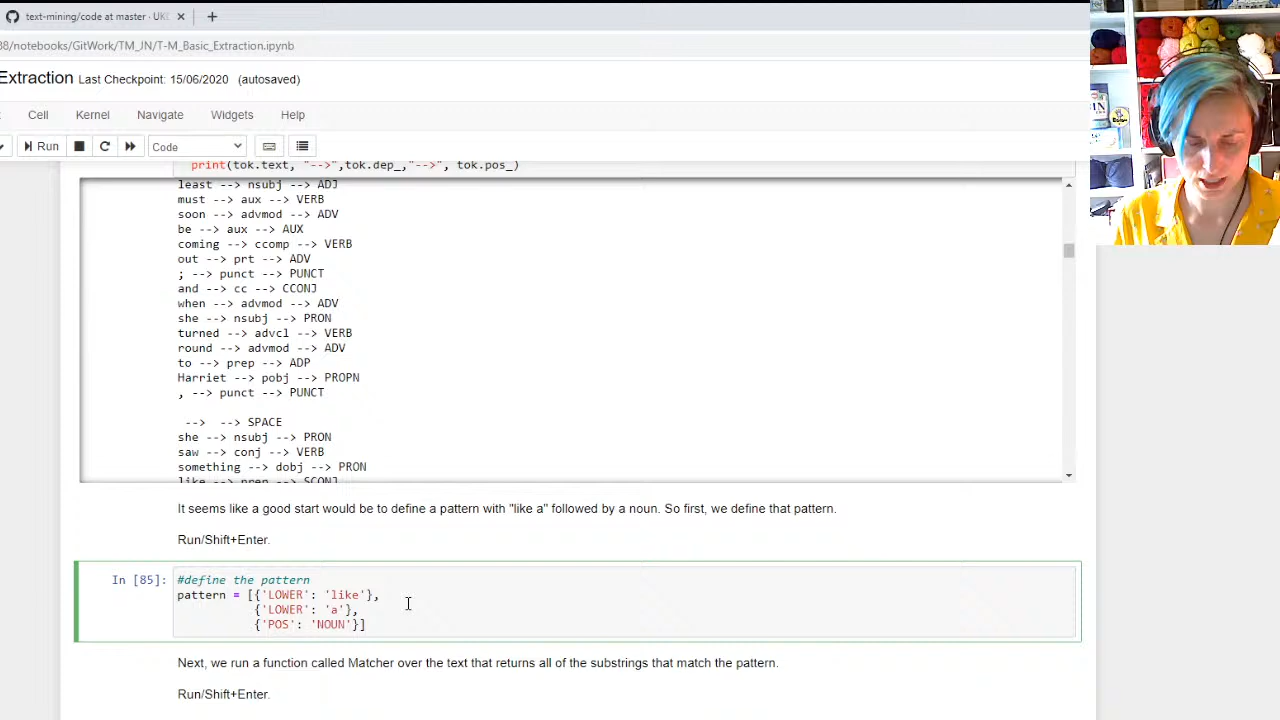 text-mining/code at master · UKD
88/notebooks/GitWork/TM_JN/T-M_Basic_Extraction.ipynb
Extraction Last Checkpoint: 15/06/2020 (autosaved)
Cell Kernel Navigate Widgets Help
Run Code
print(tok.text, "-->",tok.dep_,"-->", tok.pos_)
least --> nsubj --> ADJ
must --> aux --> VERB
soon --> advmod --> ADV
be --> aux --> AUX
coming --> ccomp --> VERB
out --> prt --> ADV
; --> punct --> PUNCT
and --> cc --> CCONJ
when --> advmod --> ADV
she --> nsubj --> PRON
turned --> advcl --> VERB
round --> advmod --> ADV
to --> prep --> ADP
Harriet --> pobj --> PROPN
, --> punct --> PUNCT
--> --> SPACE
she --> nsubj --> PRON
saw --> conj --> VERB
something --> dobj --> PRON
like --> prep --> SCONJ
It seems like a good start would be to define a pattern with "like a" followed by a noun. So first, we define that pattern.
Run/Shift+Enter.
In [85]: #define the pattern
pattern = [{'LOWER': 'like'},
{'LOWER': 'a'},
{'POS': 'NOUN'}]
Next, we run a function called Matcher over the text that returns all of the substrings that match the pattern.
Run/Shift+Enter.